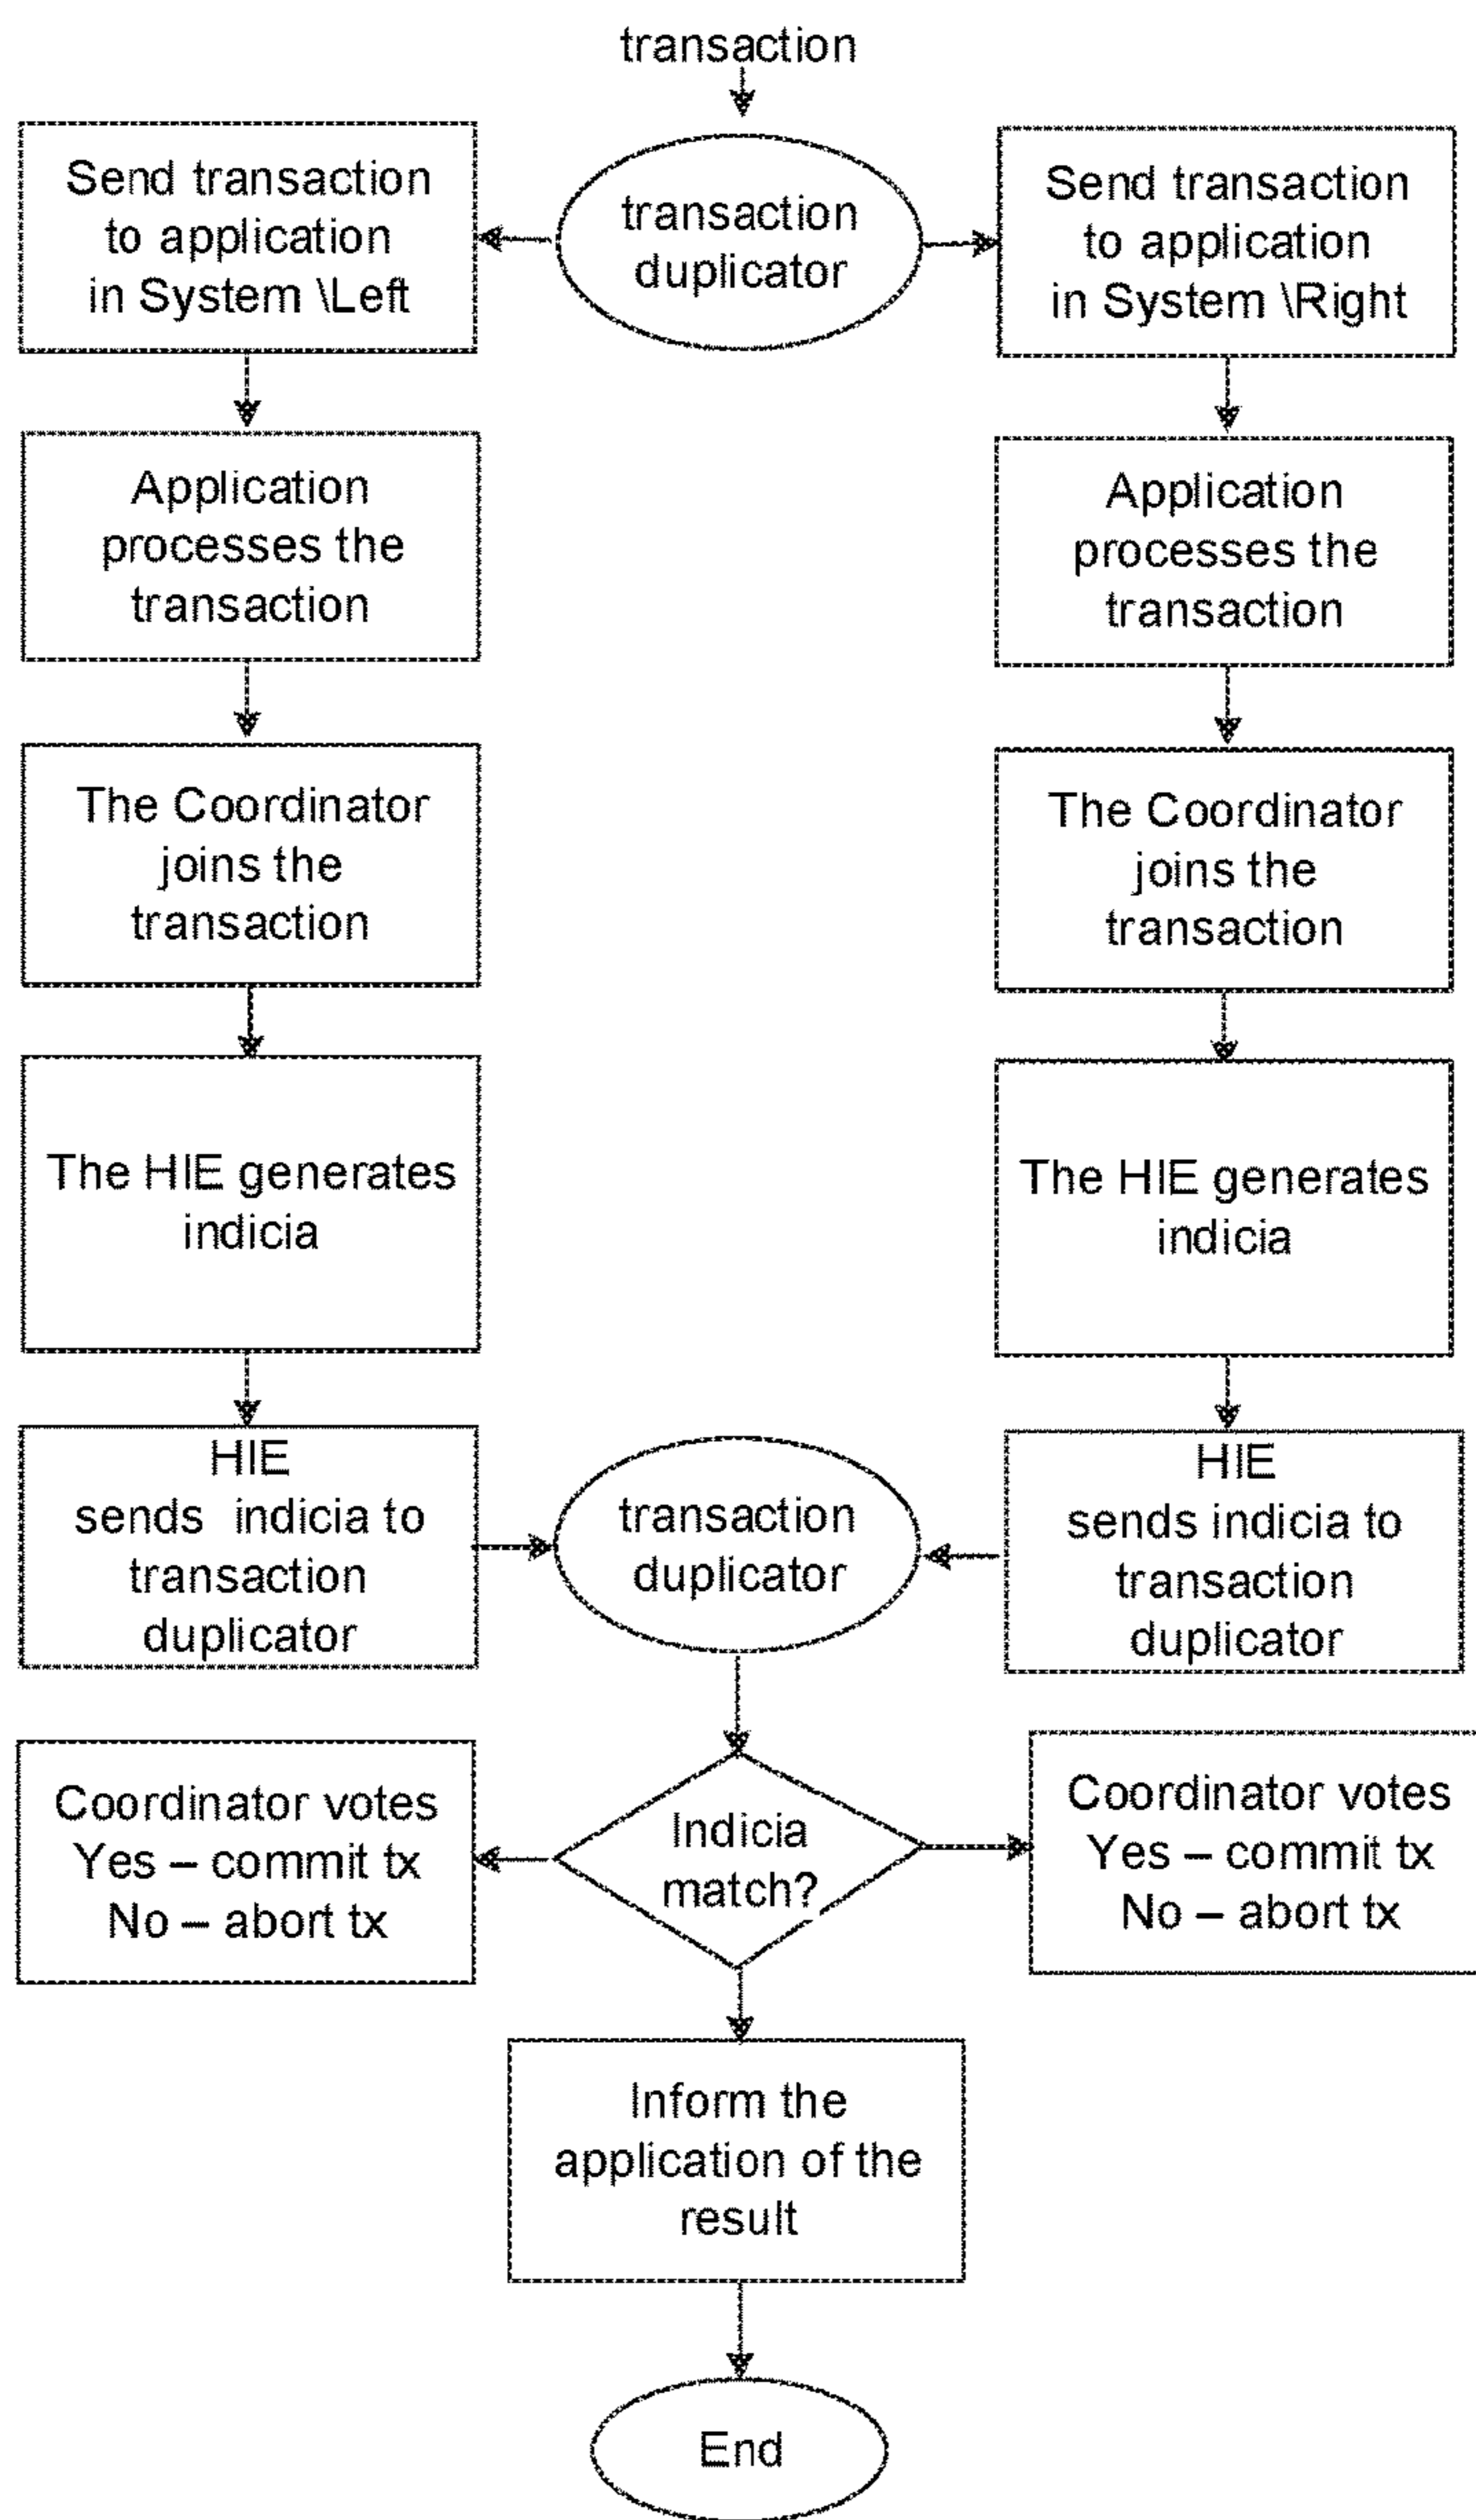 transaction
transaction
duplicator
Send transaction
to application
in System \Left
Send transaction
to application
in System \Right
Application
processes the
transaction
Application
processes the
transaction
The Coordinator
joins the
transaction
The Coordinator
joins the
transaction
The HIE generates
indicia
The HIE generates
indicia
HIE
sends indicia to
transaction
duplicator
transaction
duplicator
HIE
sends indicia to
transaction
duplicator
Coordinator votes
Yes – commit tx
No – abort tx
Indicia
match?
Coordinator votes
Yes – commit tx
No – abort tx
Inform the
application of the
result
End